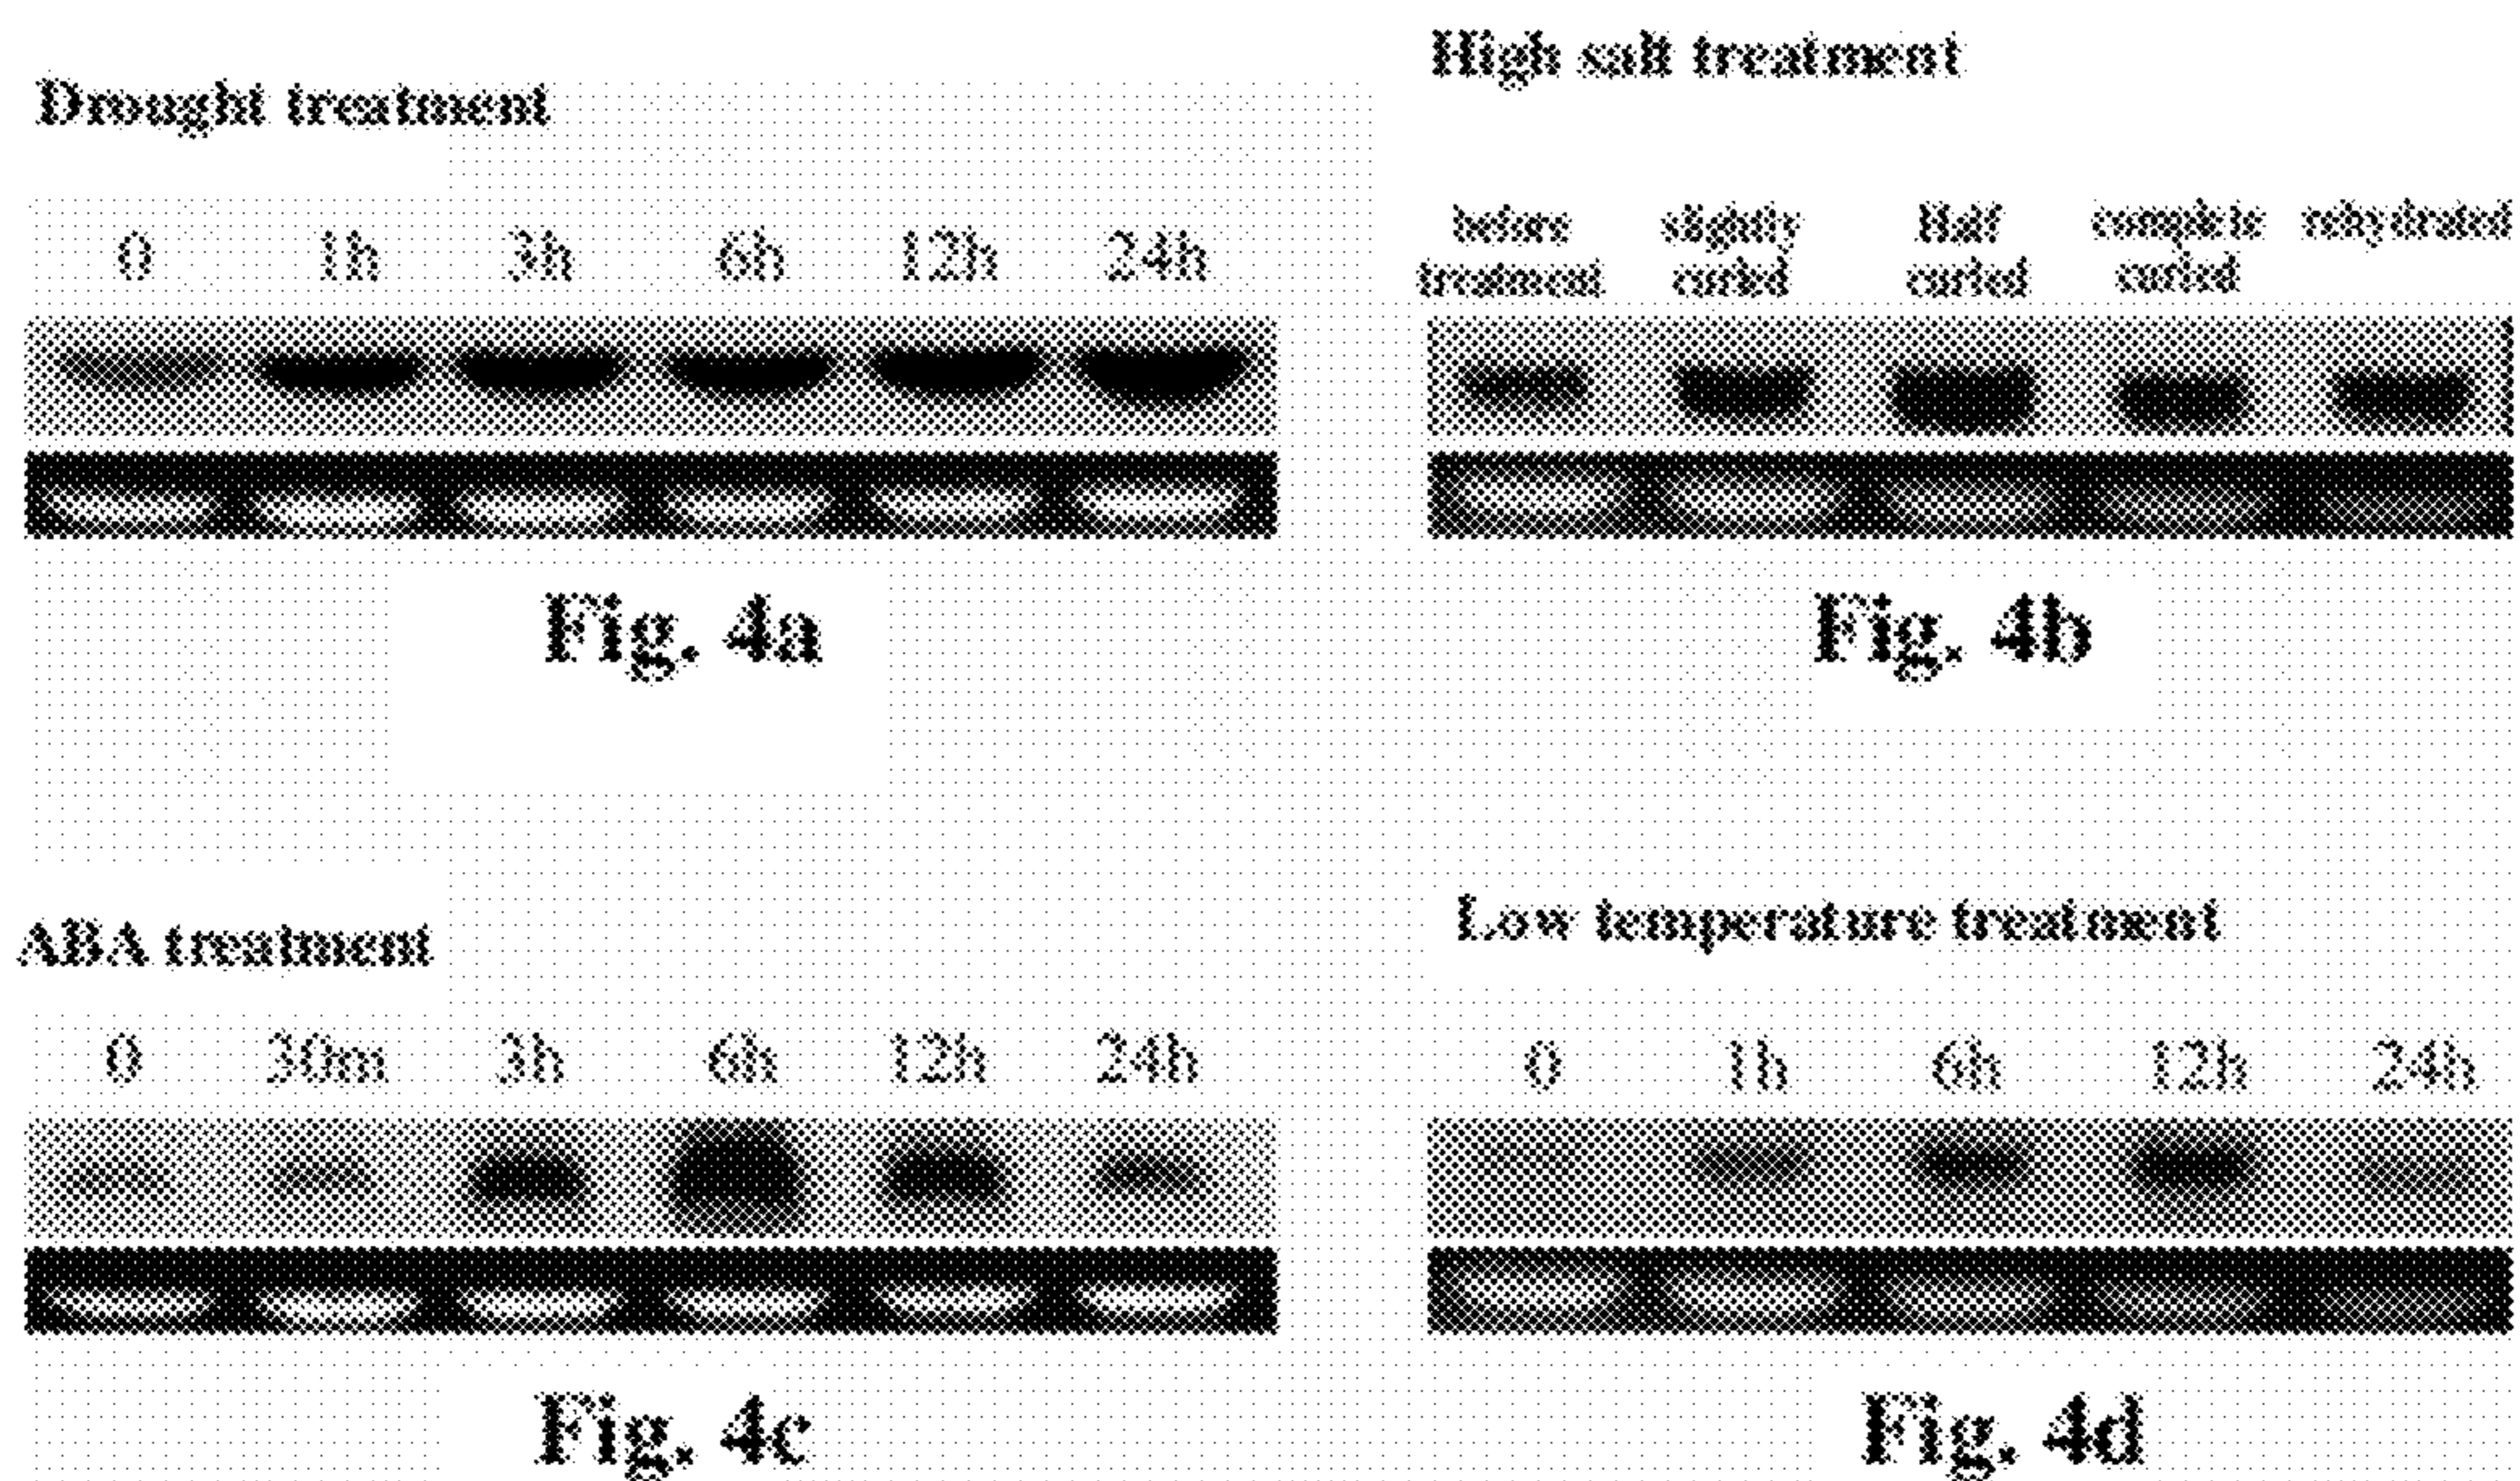 Drought treatment
0 1h 3h 6h 12h 24h
Fig. 4a
High salt treatment
before slightly Half complete rehydrated
treatment curled curled curled
Fig. 4b
ABA treatment
0 30m 3h 6h 12h 24h
Fig. 4c
Low temperature treatment
0 1h 6h 12h 24h
Fig. 4d